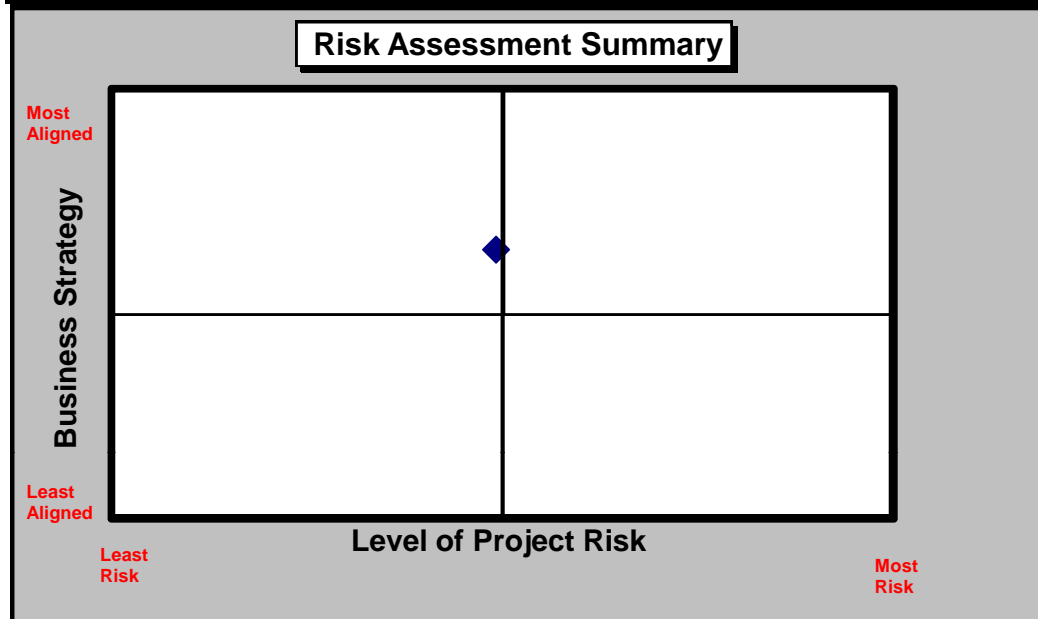 Risk Assessment Summary
Most
Aligned
Business Strategy
Least
Aligned
Level of Project Risk
Least
Risk
Most
Risk